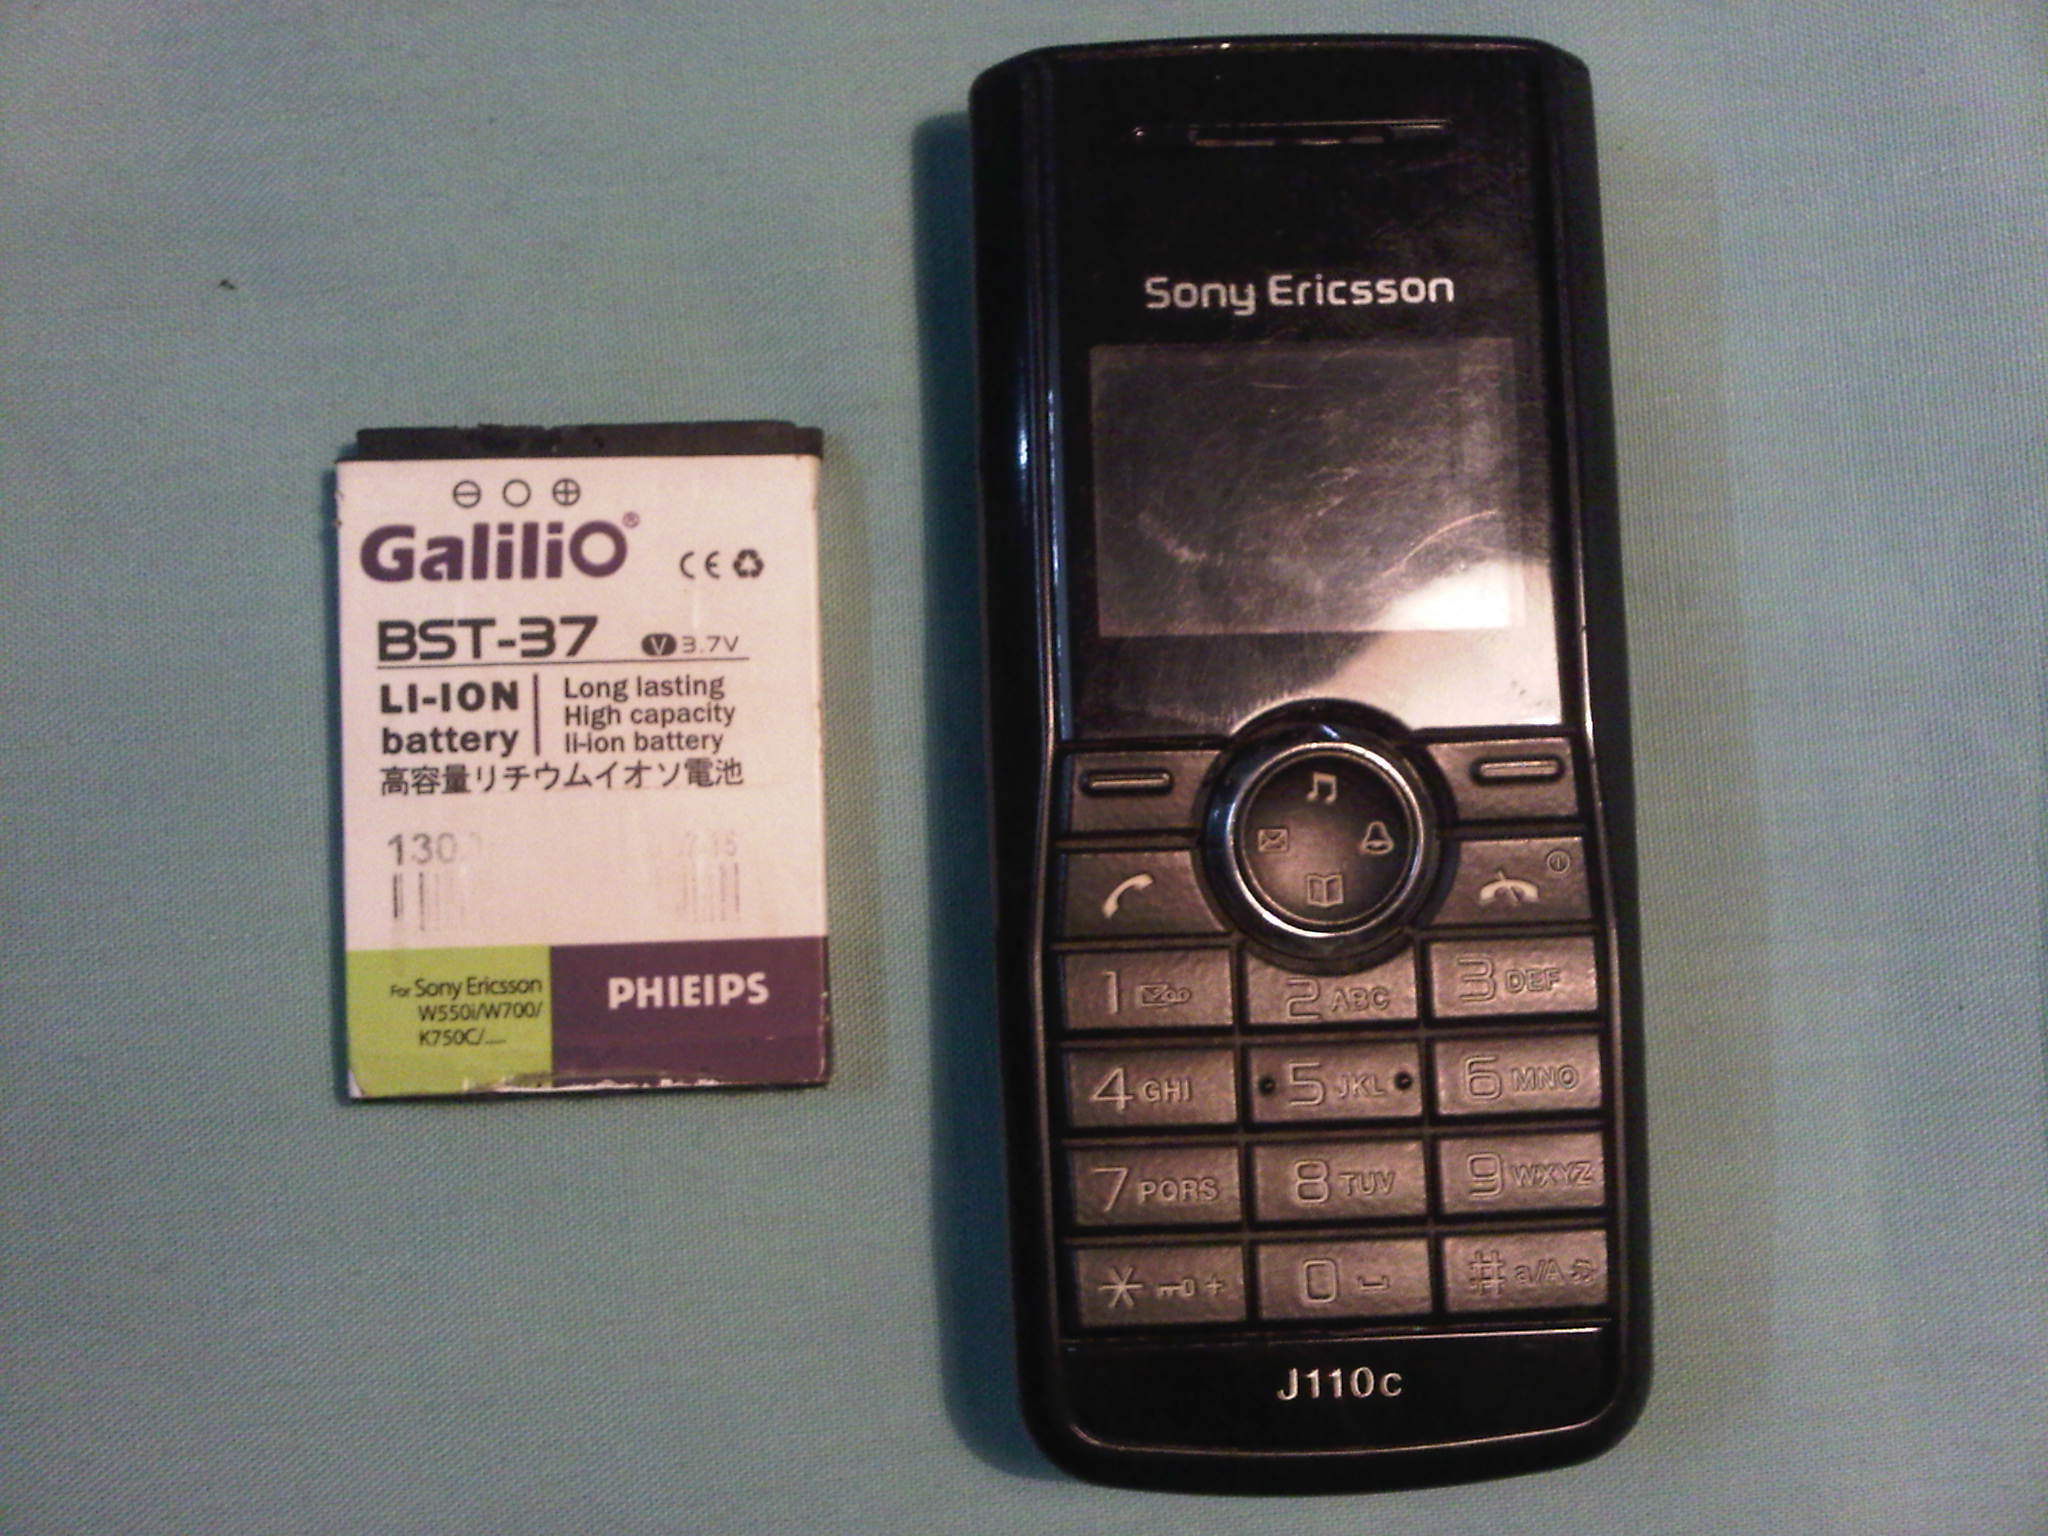 GaliliO®
CE
BST-37 V 3.7V
LI-ION
battery
Long lasting
High capacity
li-ion battery
高容量リチウムイオソ電池
For Sony Ericsson
W550i/W700/
K750C/.....
PHIEIPS
Sony Ericsson
1
2 ABC
3 DEF
4 GHI
5 JKL
6 MNO
7 PQRS
8 TUV
9 WXYZ
* +
0
# a/A
J110c